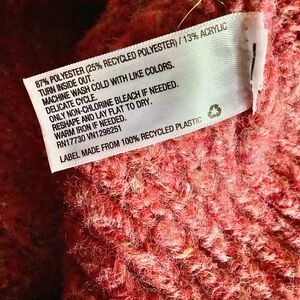 87% POLYESTER (25% RECYCLED POLYESTER) / 13% ACRYLIC
TURN INSIDE OUT.
MACHINE WASH COLD WITH LIKE COLORS.
DELICATE CYCLE.
ONLY NON-CHLORINE BLEACH IF NEEDED.
RESHAPE AND LAY FLAT TO DRY.
WARM IRON IF NEEDED.
RN17730 VN1298251
LABEL MADE FROM 100% RECYCLED PLASTIC